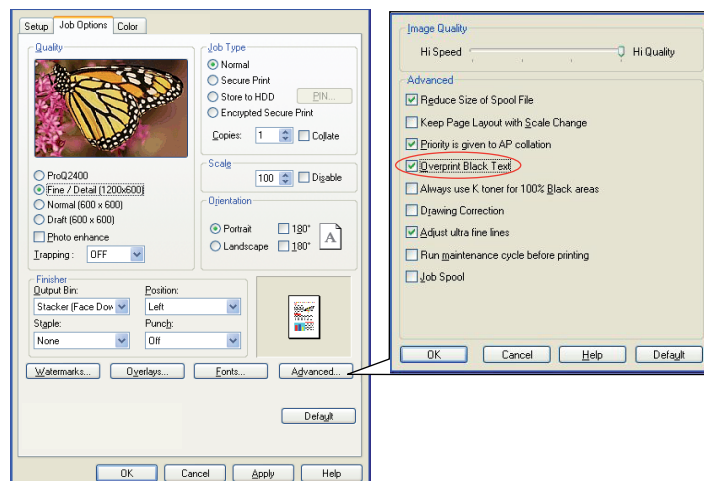 Setup Job Options Color
Quality
ProQ2400
Fine / Detail (1200x600)
Normal (600 x 600)
Draft (600 x 600)
Photo enhance
Trapping : OFF
Job Type
Normal
Secure Print
Store to HDD PIN...
Encrypted Secure Print
Copies: 1 Collate
Scale
100 Disable
Orientation
Portrait 180°
Landscape 180°
A
Finisher
Output Bin: Position:
Stacker (Face Dow Left
Staple: Punch:
None Off
Watermarks... Overlays... Fonts... Advanced...
Default
OK Cancel Apply Help
Image Quality
Hi Speed Hi Quality
Advanced
Reduce Size of Spool File
Keep Page Layout with Scale Change
Priority is given to AP collation
Overprint Black Text
Always use K toner for 100% Black areas
Drawing Correction
Adjust ultra fine lines
Run maintenance cycle before printing
Job Spool
OK Cancel Help Default